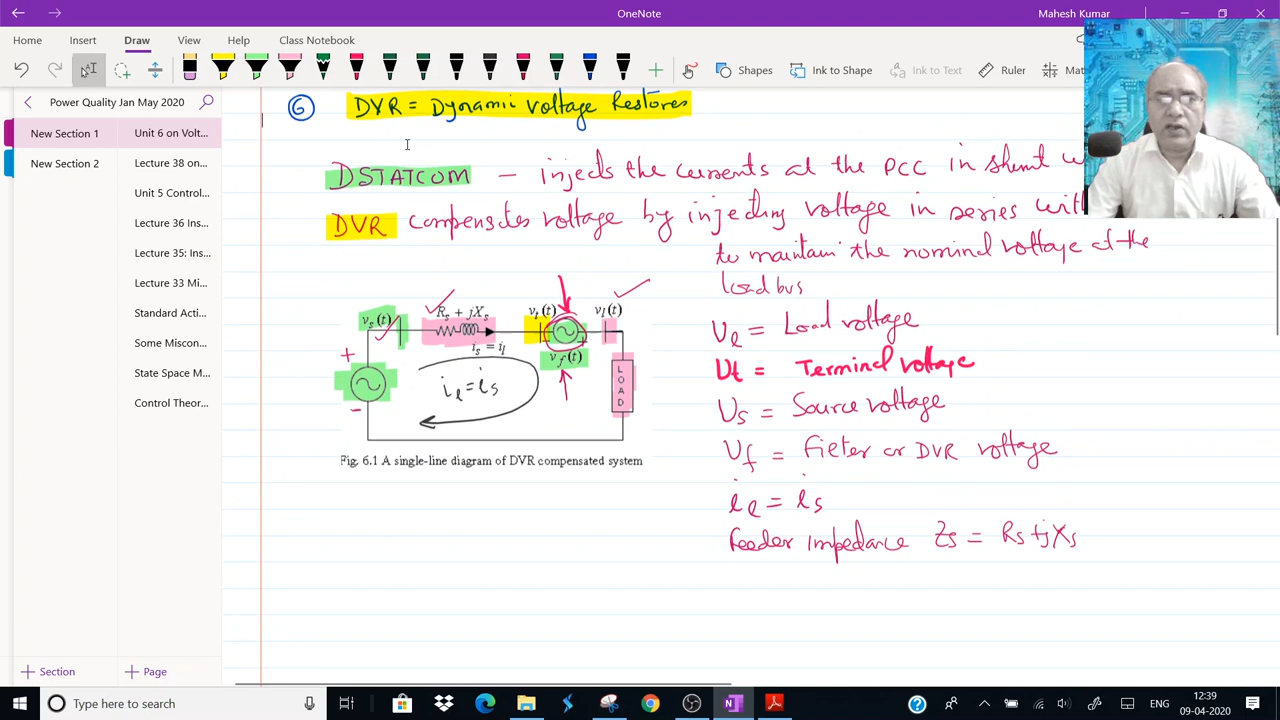 OneNote
Mahesh Kumar
Home Insert Draw View Help Class Notebook
Shapes Ink to Shape Ink to Text Ruler Mat
Power Quality Jan May 2020
New Section 1
New Section 2
Unit 6 on Volt...
Lecture 38 on...
Unit 5 Control...
Lecture 36 Ins...
Lecture 35: Ins...
Lecture 33 Mi...
Standard Acti...
Some Miscon...
State Space M...
Control Theor...
Section
Page
6 DVR = Dynamic voltage Restorer
DSTATCOM - injects the currents at the PCC in shunt
DVR compensates voltage by injecting voltage in series with
to maintain the nominal voltage at the
load bus
vs(t) Rs + jXs vt(t) vl(t)
is = il vf(t)
+ -
il = is
LOAD
Fig. 6.1 A single-line diagram of DVR compensated system
Vl = Load voltage
Vt = Terminal voltage
Vs = Source voltage
Vf = Filter or DVR voltage
il = is
Feeder impedance Zs = Rs+jXs
Type here to search
ENG
12:39
09-04-2020